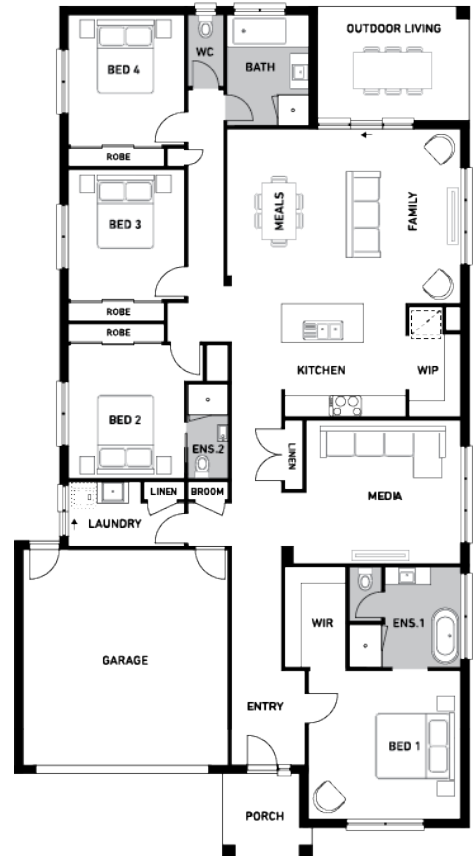 OUTDOOR LIVING
WC
BED 4
BATH
ROBE
MEALS
FAMILY
BED 3
ROBE
ROBE
KITCHEN
WIP
BED 2
ENS.2
LINEN
LINEN
BROOM
MEDIA
LAUNDRY
WIR
ENS.1
GARAGE
ENTRY
BED 1
PORCH